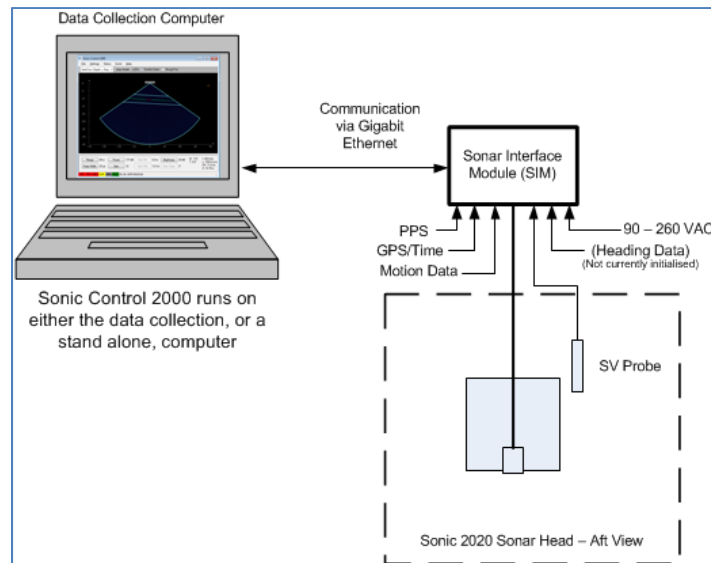 Data Collection Computer
Communication
via Gigabit
Ethernet
Sonar Interface
Module (SIM)
PPS
90 – 260 VAC
GPS/Time
(Heading Data)
(Not currently initialised)
Motion Data
Sonic Control 2000 runs on
either the data collection, or a
stand alone, computer
SV Probe
Sonic 2020 Sonar Head – Aft View